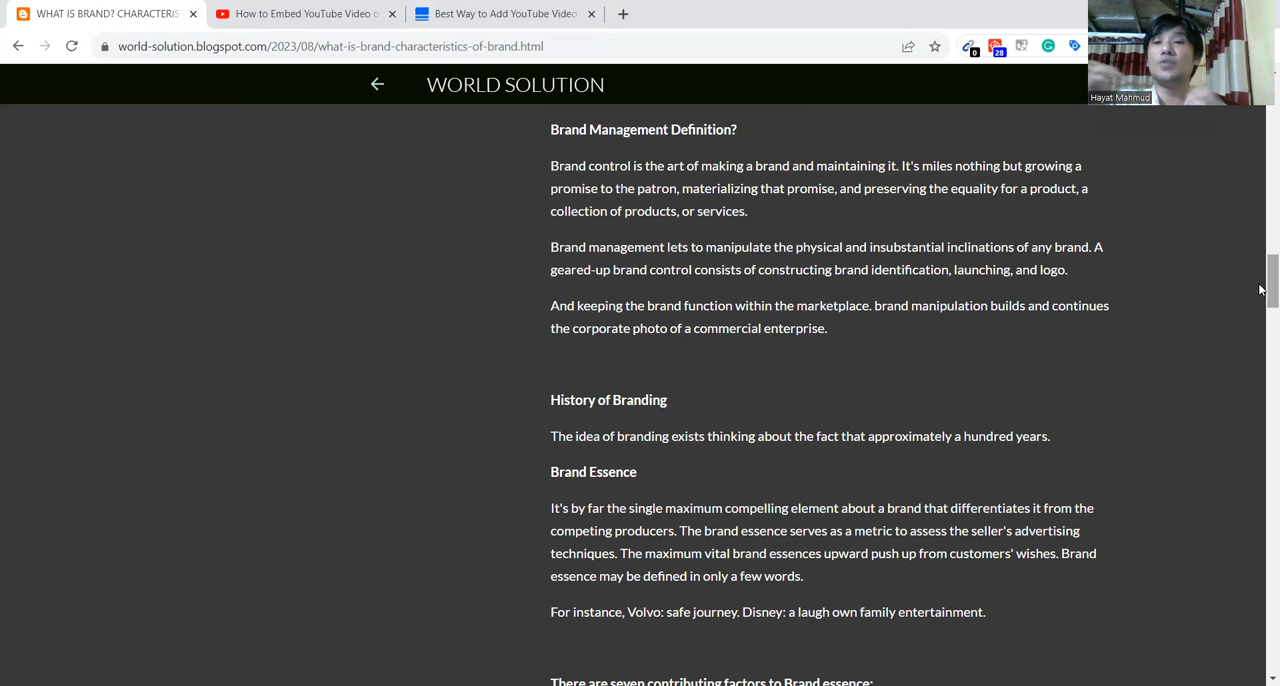 WHAT IS BRAND? CHARACTERIS
How to Embed YouTube Video o
Best Way to Add YouTube Video
world-solution.blogspot.com/2023/08/what-is-brand-characteristics-of-brand.html
0
28
Hayat Mahmud
WORLD SOLUTION
Brand Management Definition?
Brand control is the art of making a brand and maintaining it. It's miles nothing but growing a
promise to the patron, materializing that promise, and preserving the equality for a product, a
collection of products, or services.
Brand management lets to manipulate the physical and insubstantial inclinations of any brand. A
geared-up brand control consists of constructing brand identification, launching, and logo.
And keeping the brand function within the marketplace. brand manipulation builds and continues
the corporate photo of a commercial enterprise.
History of Branding
The idea of branding exists thinking about the fact that approximately a hundred years.
Brand Essence
It's by far the single maximum compelling element about a brand that differentiates it from the
competing producers. The brand essence serves as a metric to assess the seller's advertising
techniques. The maximum vital brand essences upward push up from customers' wishes. Brand
essence may be defined in only a few words.
For instance, Volvo: safe journey. Disney: a laugh own family entertainment.
There are seven contributing factors to Brand essence: